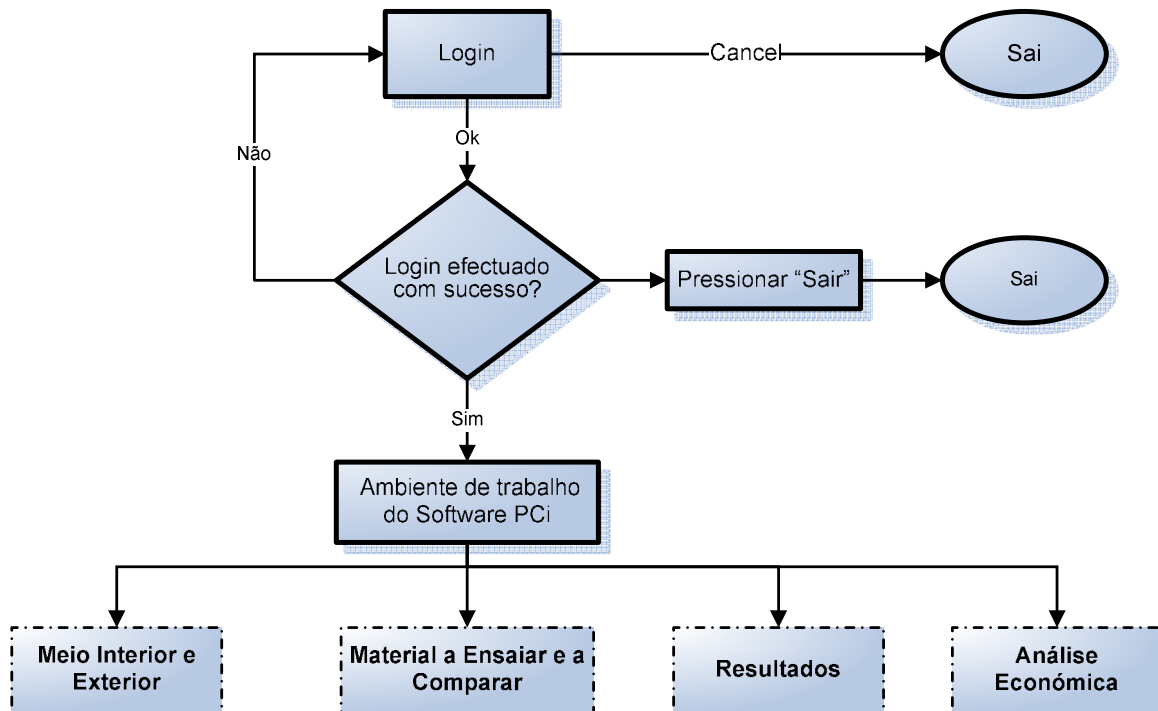 Login
Cancel
Sai
Ok
Não
Login efectuado
com sucesso?
Pressionar “Sair”
Sai
Sim
Ambiente de trabalho
do Software PCi
Meio Interior e
Exterior
Material a Ensaiar e a
Comparar
Resultados
Análise
Económica